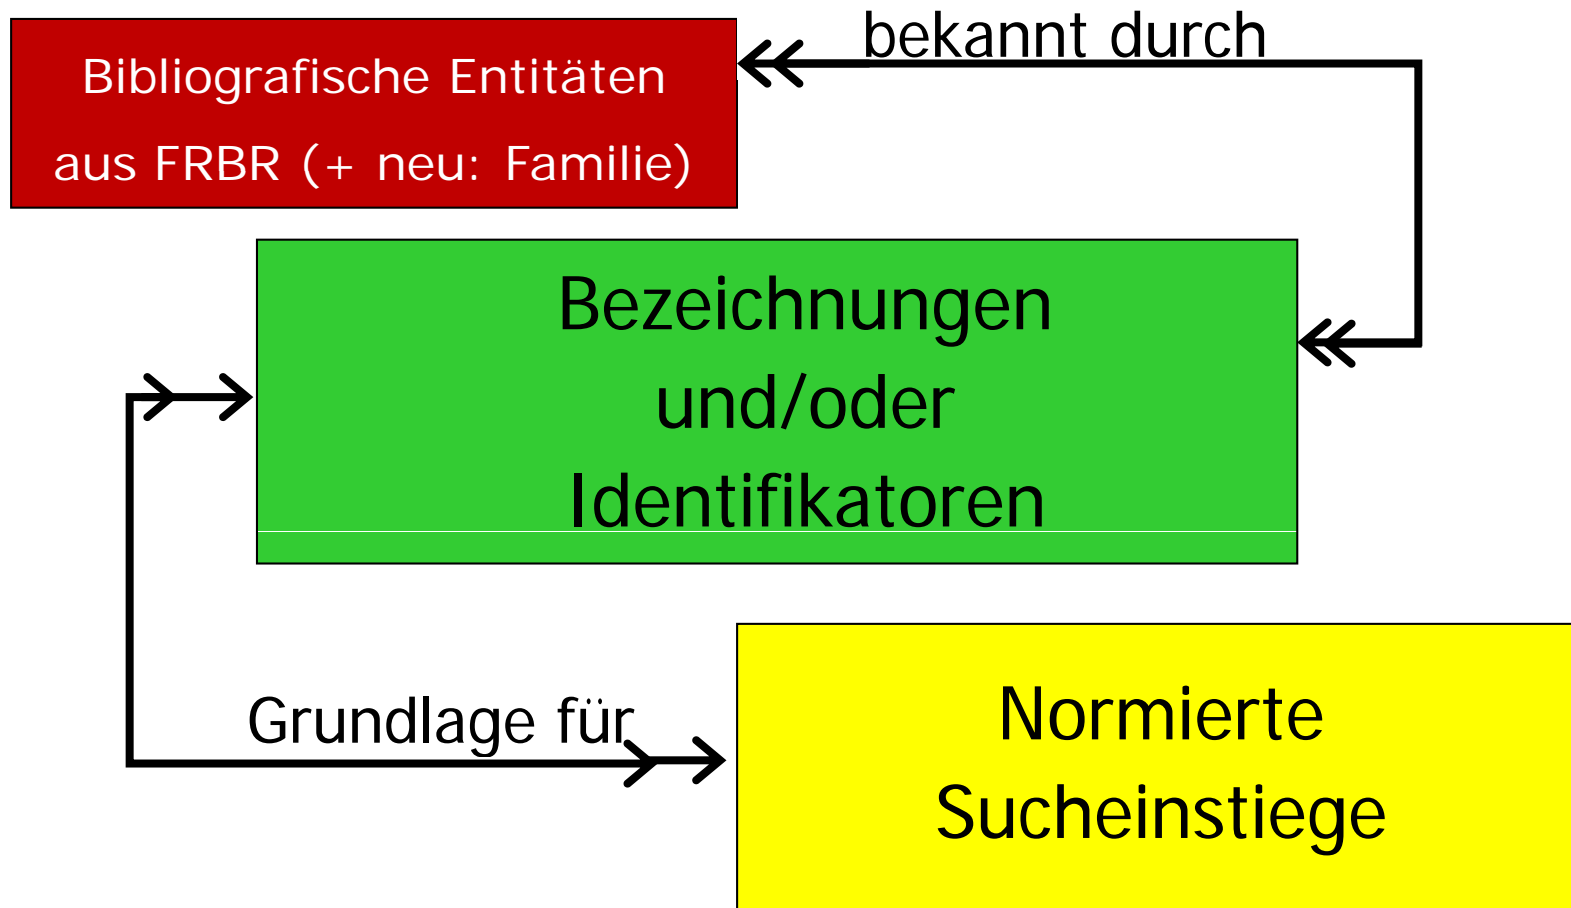 bekannt durch
Bibliografische Entitäten
aus FRBR (+ neu: Familie)
Bezeichnungen
und/oder
Identifikatoren
Grundlage für
Normierte
Sucheinstiege